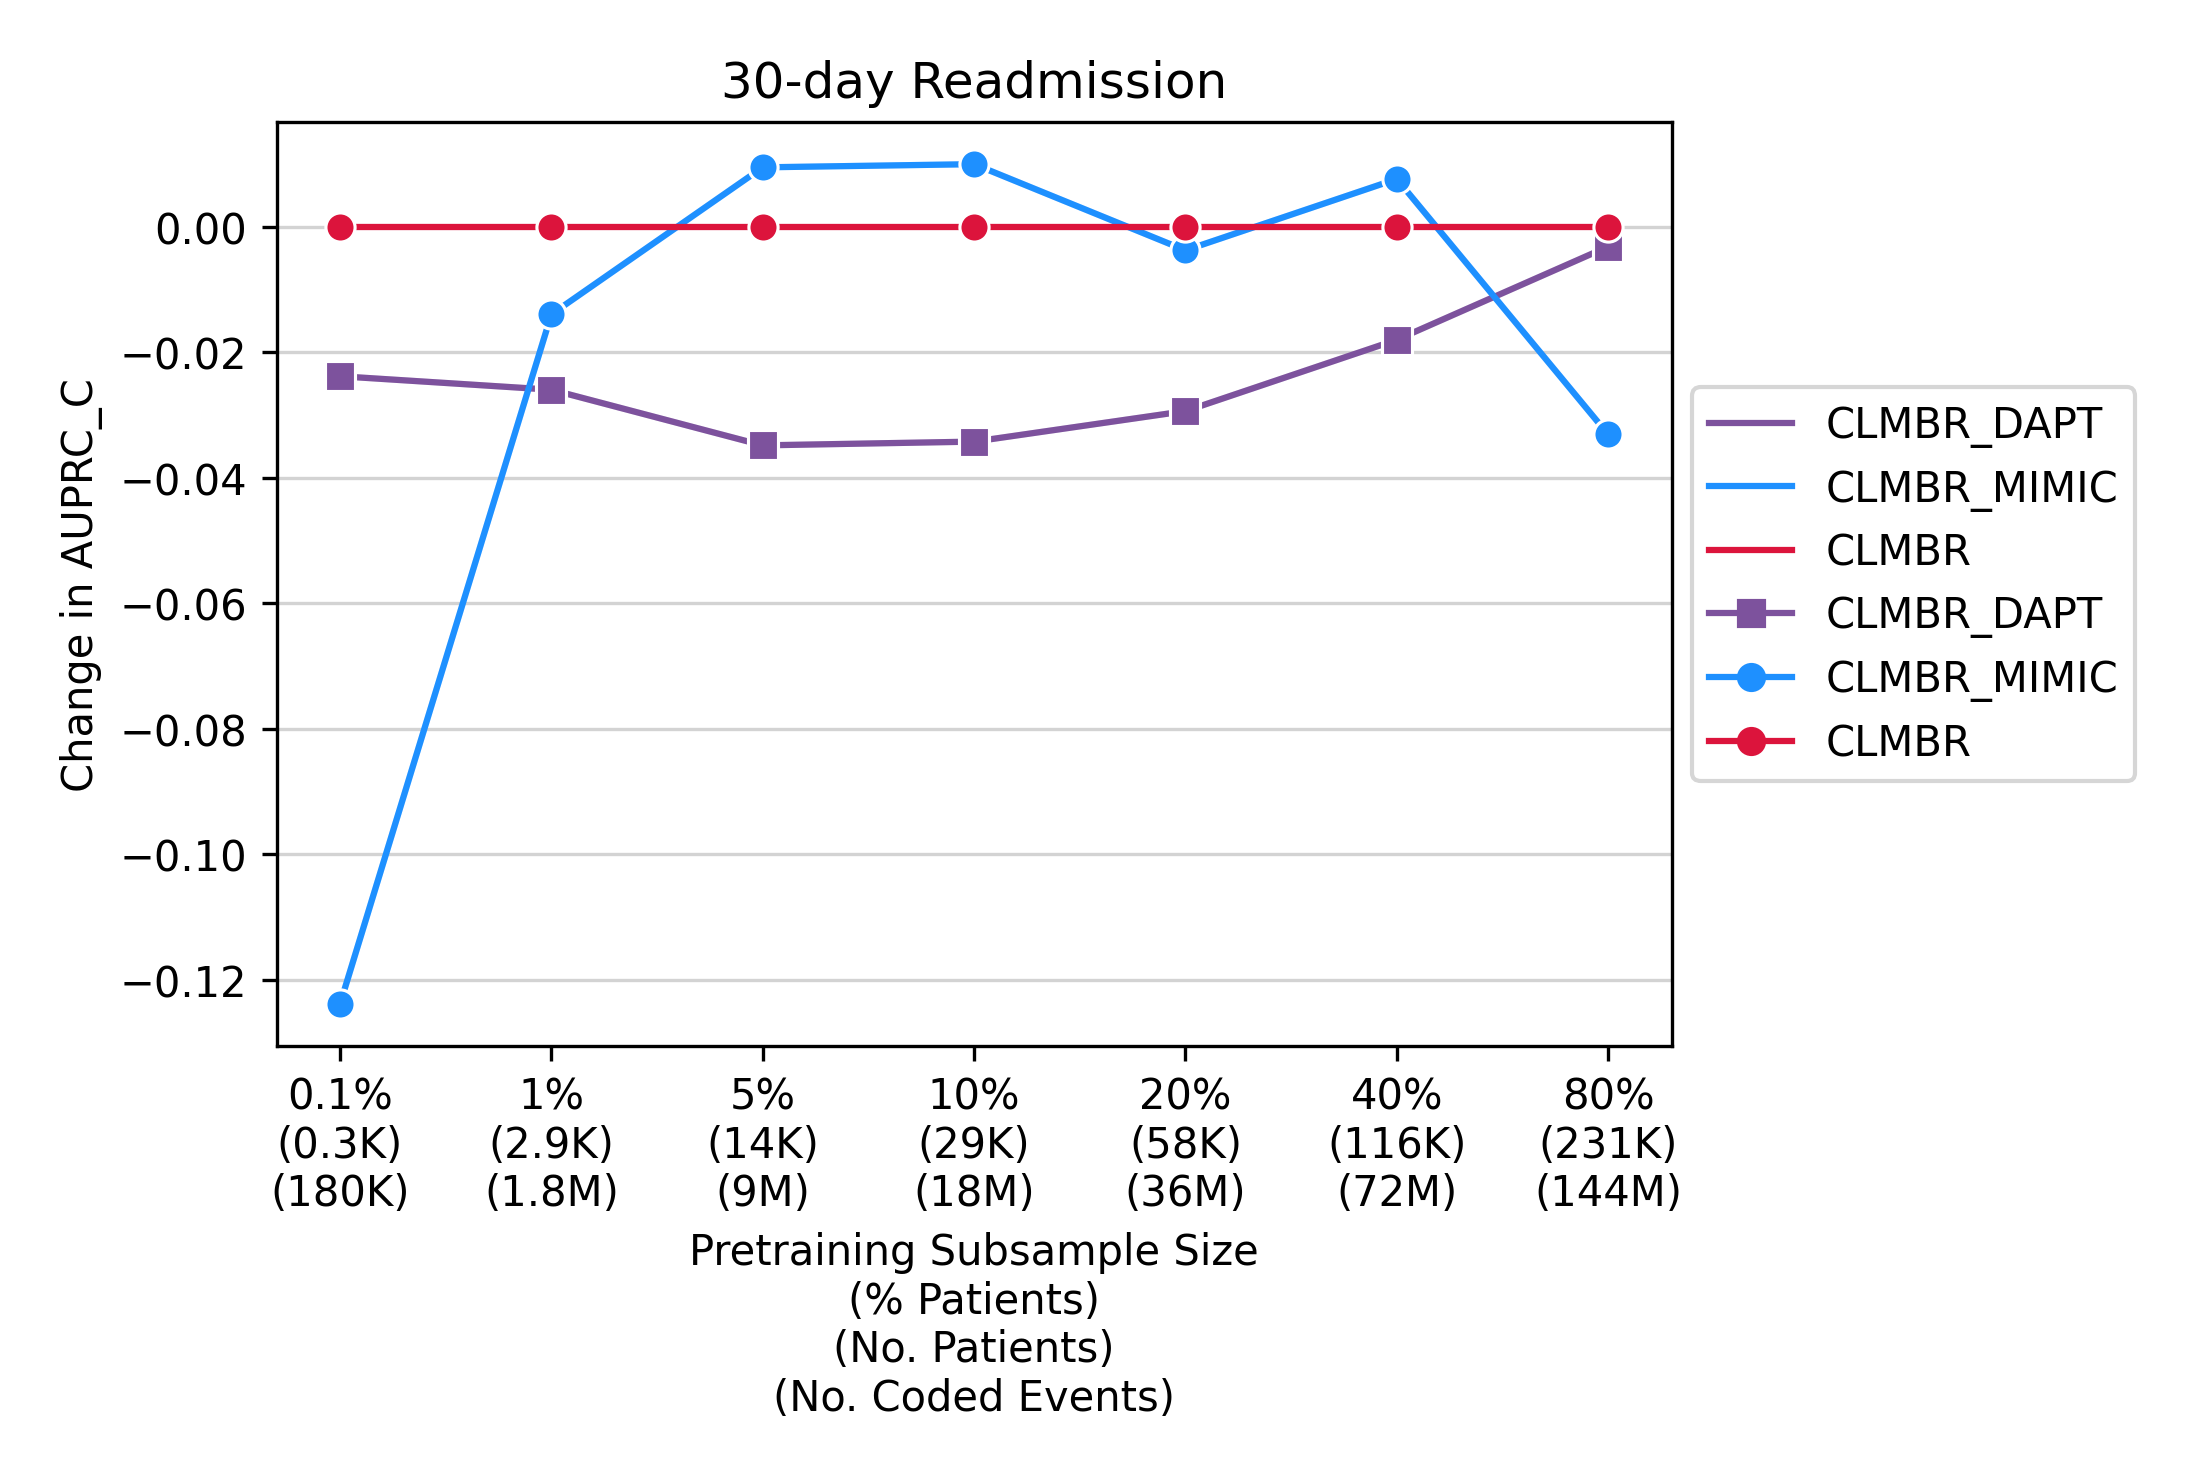 30-day Readmission
Change in AUPRC_C
0.00
−0.02
−0.04
−0.06
−0.08
−0.10
−0.12
0.1% 1% 5% 10% 20% 40% 80%
(0.3K) (2.9K) (14K) (29K) (58K) (116K) (231K)
(180K) (1.8M) (9M) (18M) (36M) (72M) (144M)
Pretraining Subsample Size
(% Patients)
(No. Patients)
(No. Coded Events)
CLMBR_DAPT
CLMBR_MIMIC
CLMBR
CLMBR_DAPT
CLMBR_MIMIC
CLMBR